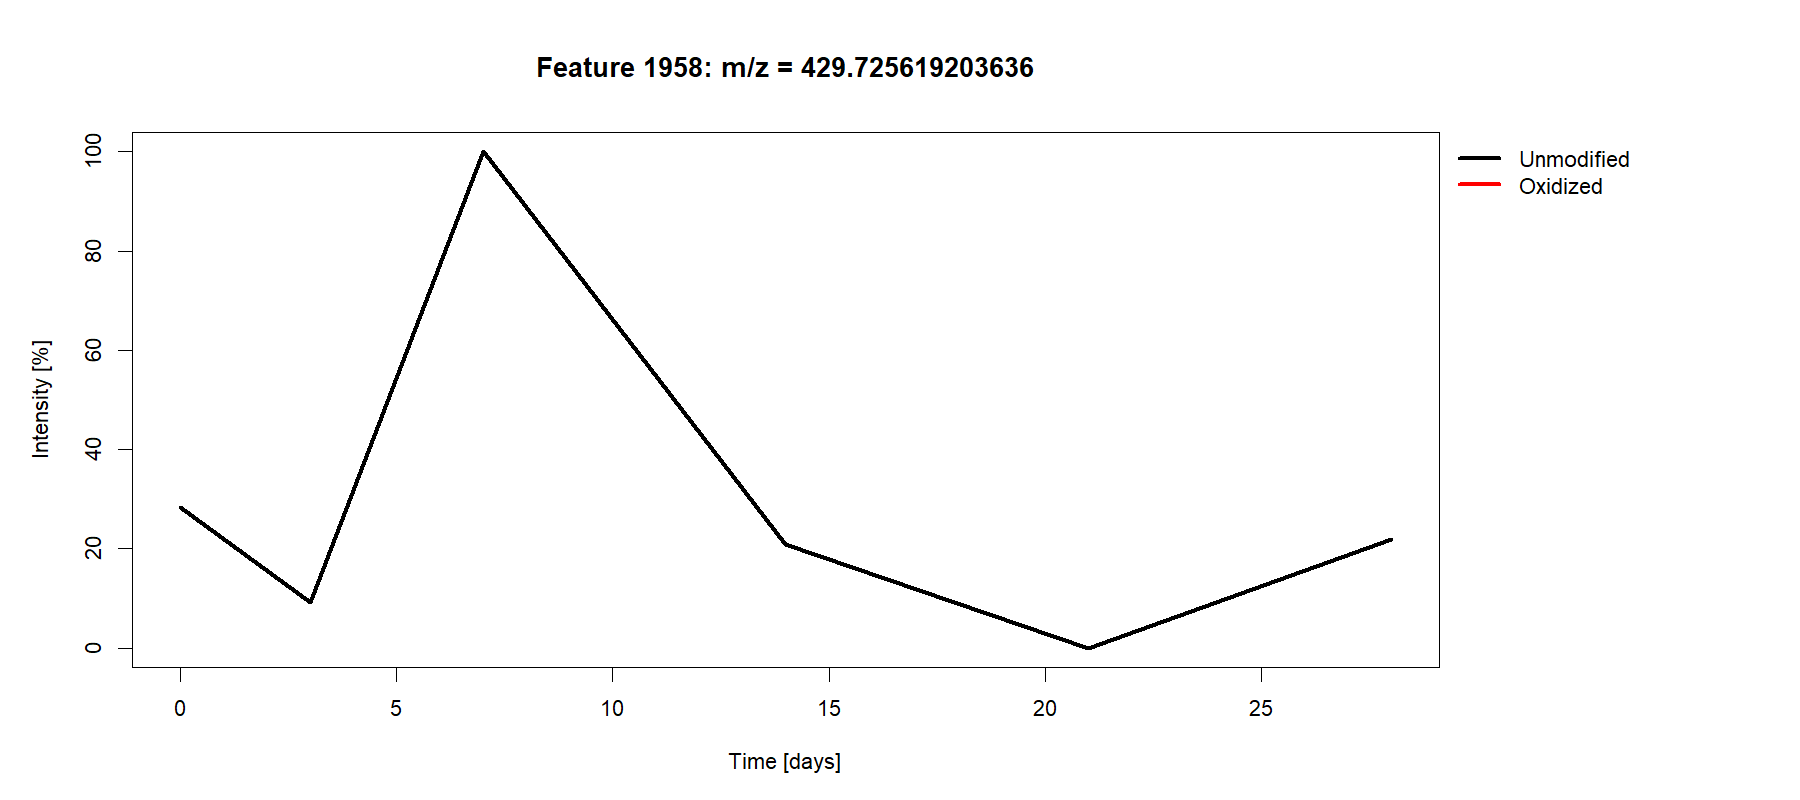 Feature 1958: m/z = 429.725619203636
Unmodified
Oxidized
Intensity [%]
100
80
60
40
20
0
0 5 10 15 20 25
Time [days]